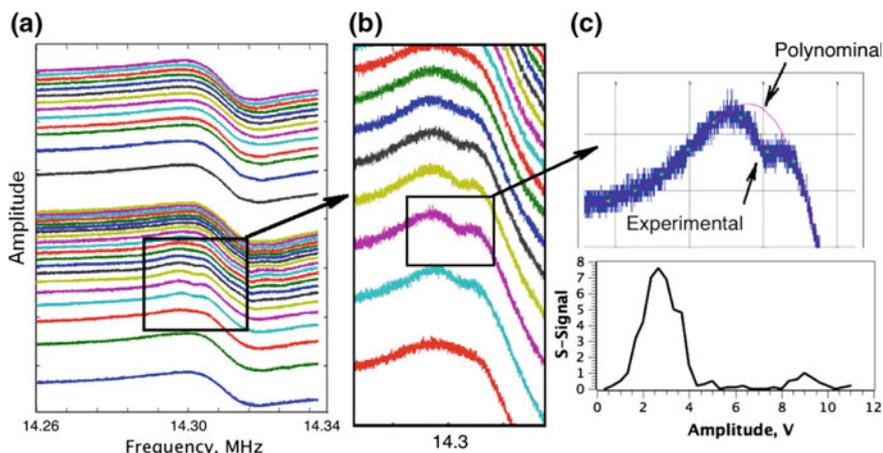 (a)
(b)
(c)
Polynominal
Experimental
Amplitude
14.26
14.30
14.34
Frequency, MHz
14.3
S-Signal
8
7
6
5
4
3
2
1
0
0
2
4
6
8
10
12
Amplitude, V